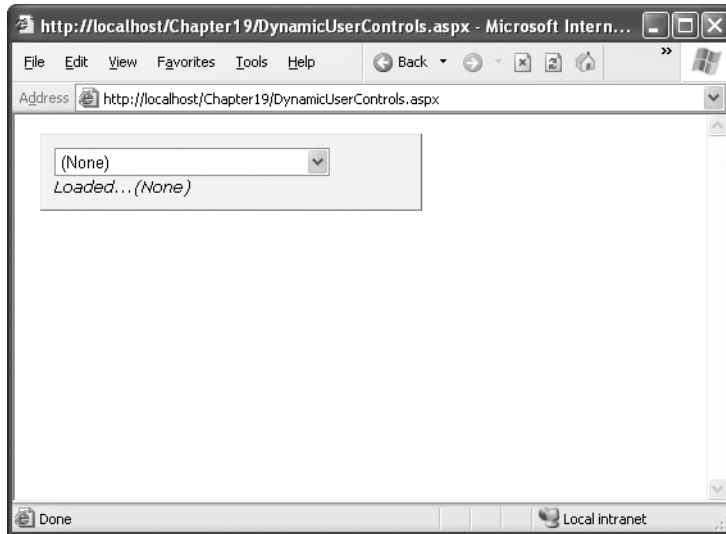 http://localhost/Chapter19/DynamicUserControls.aspx - Microsoft Intern...
File Edit View Favorites Tools Help Back »
Address http://localhost/Chapter19/DynamicUserControls.aspx
(None)
Loaded...(None)
Done Local intranet